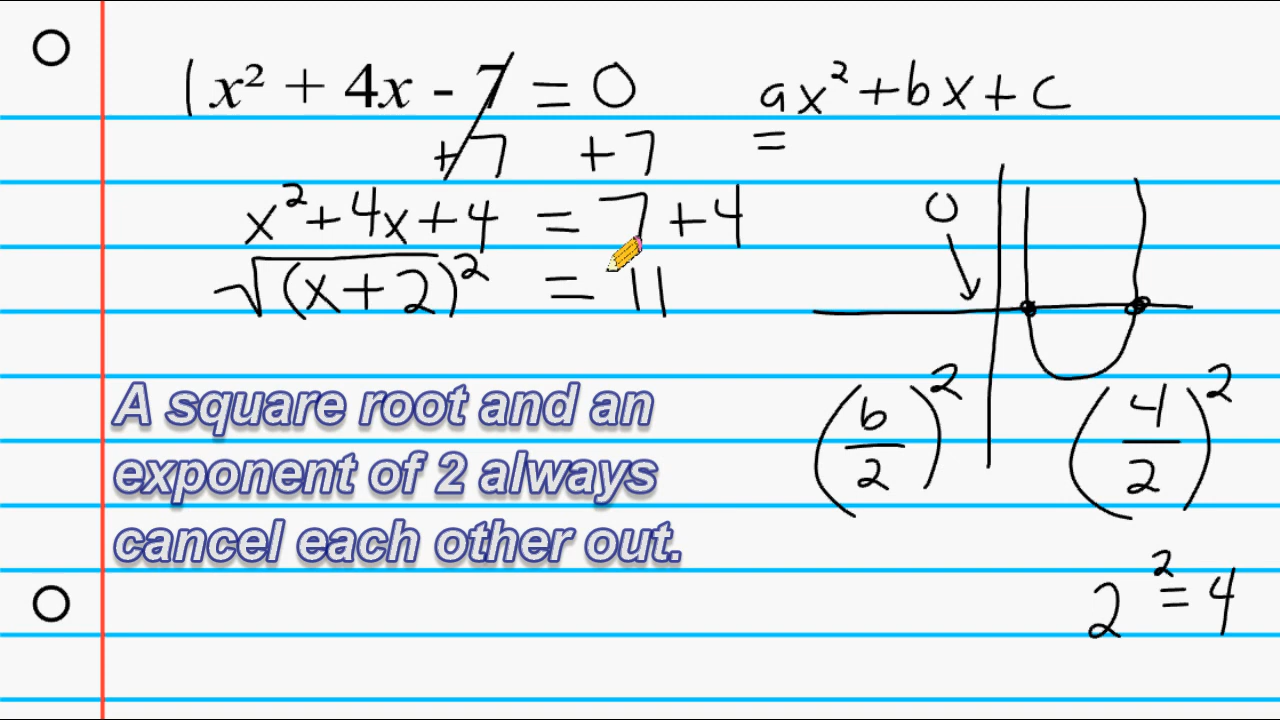 1x² + 4x - 7 = 0
+7 +7
x² + 4x + 4 = 7 + 4
√(x + 2)² = 11
A square root and an
exponent of 2 always
cancel each other out.
ax² + bx + c
=
0
(b/2)² (4/2)²
2² = 4